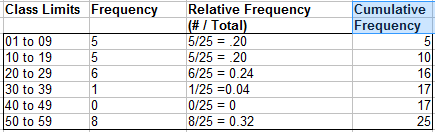 Class Limits Frequency Relative Frequency Cumulative
(# / Total) Frequency
01 to 09 5 5/25 = .20 5
10 to 19 5 5/25 = .20 10
20 to 29 6 6/25 = 0.24 16
30 to 39 1 1/25 =0.04 17
40 to 49 0 0/25 = 0 17
50 to 59 8 8/25 = 0.32 25